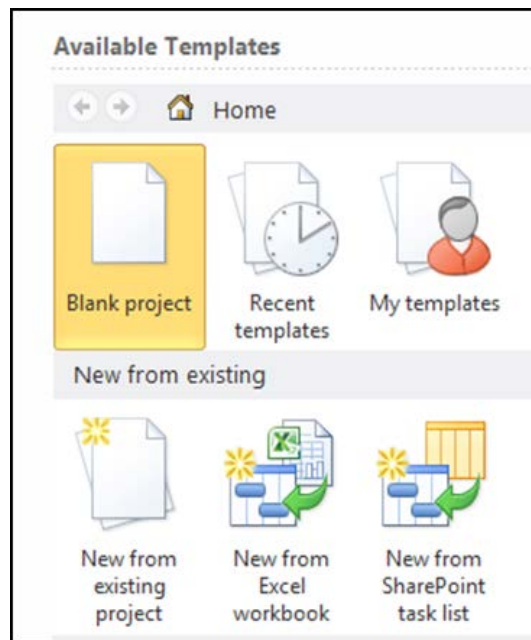 Available Templates
Home
Blank project
Recent
templates
My templates
New from existing
New from
existing
project
New from
Excel
workbook
New from
SharePoint
task list